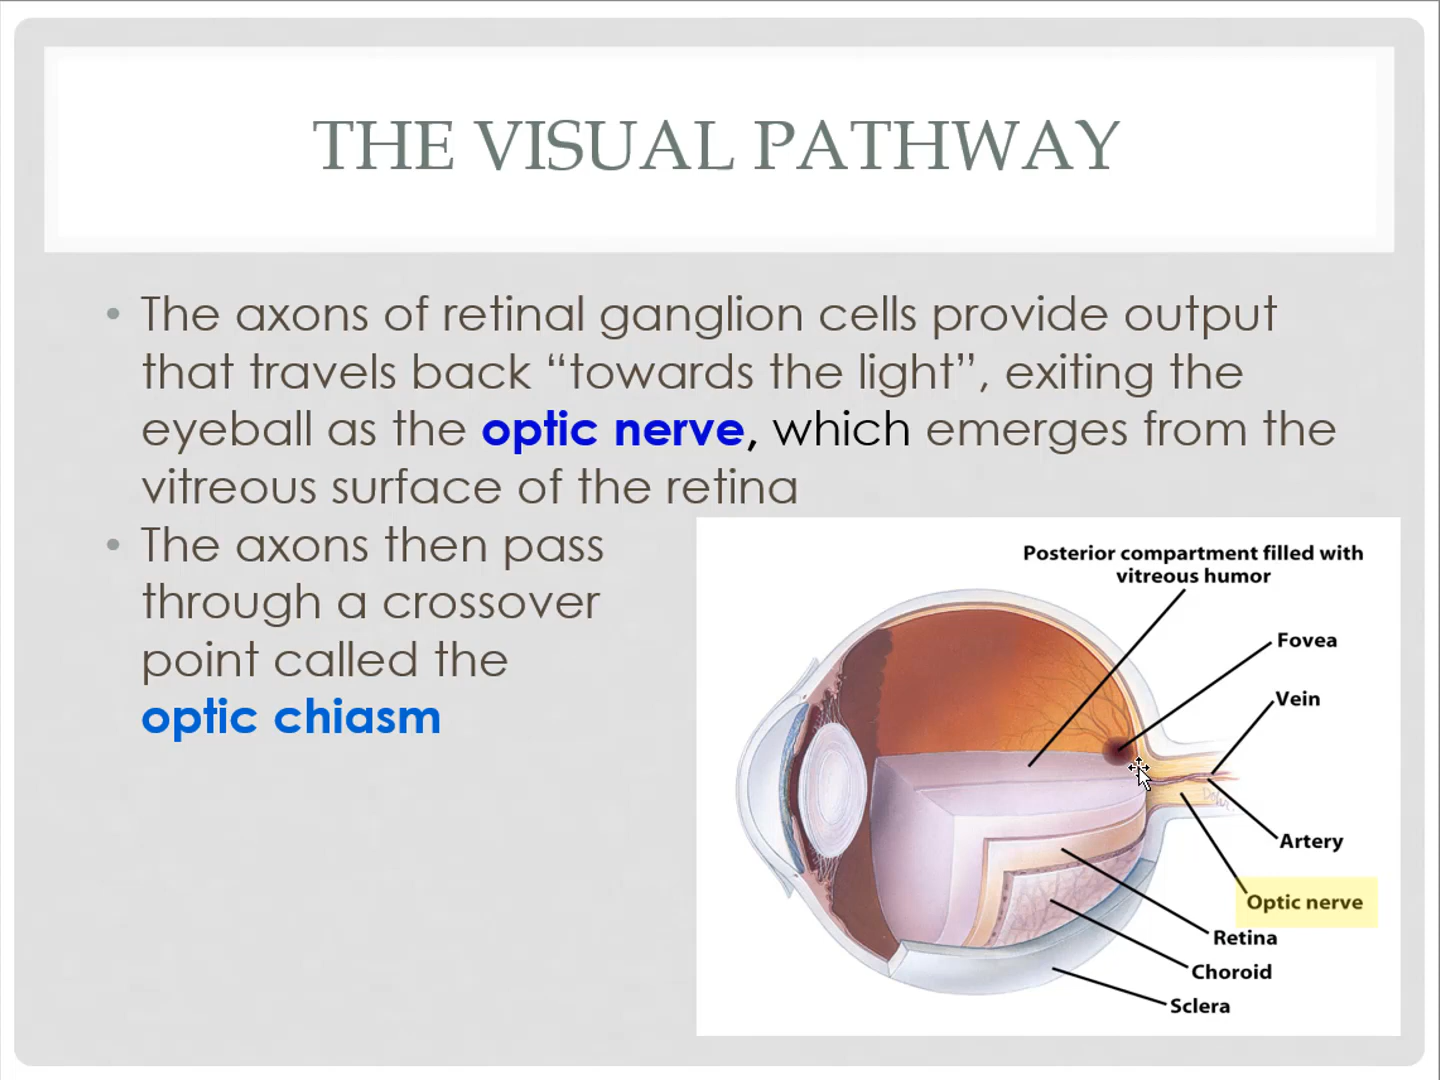 THE VISUAL PATHWAY
• The axons of retinal ganglion cells provide output
that travels back “towards the light”, exiting the
eyeball as the optic nerve, which emerges from the
vitreous surface of the retina
• The axons then pass
through a crossover
point called the
optic chiasm
Posterior compartment filled with
vitreous humor
Fovea
Vein
Artery
Optic nerve
Retina
Choroid
Sclera